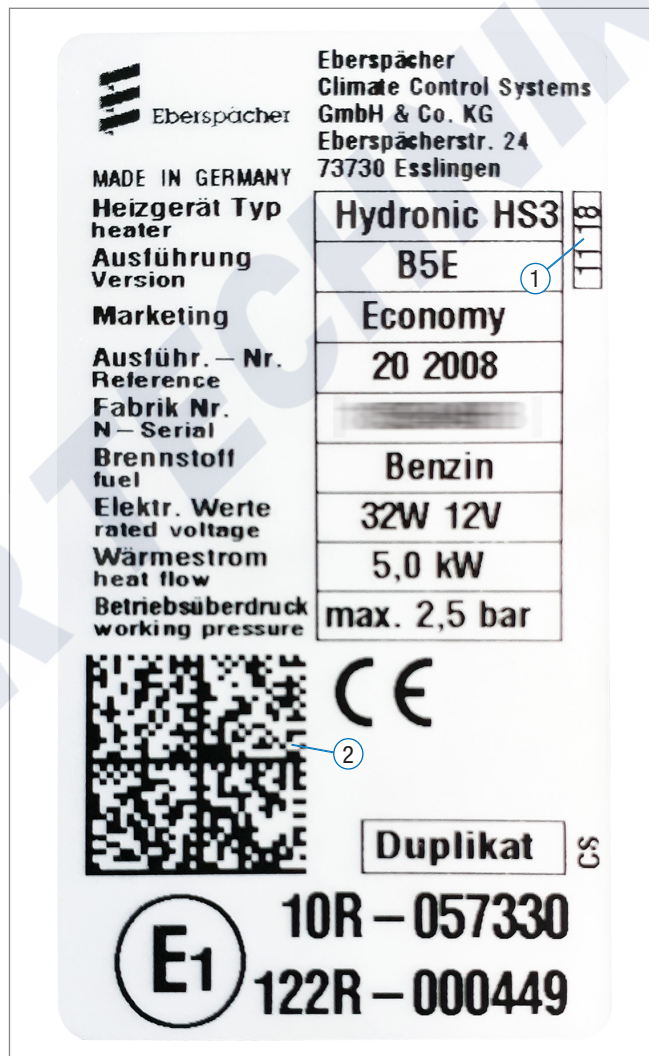 Eberspächer
Climate Control Systems
GmbH & Co. KG
Eberspächerstr. 24
73730 Esslingen
Eberspächer
MADE IN GERMANY
Heizgerät Typ
heater
Hydronic HS3
11 18
1
Ausführung
Version
B5E
Marketing
Economy
Ausführ. – Nr.
Reference
20 2008
Fabrik Nr.
N – Serial
Brennstoff
fuel
Benzin
Elektr. Werte
rated voltage
32W 12V
Wärmestrom
heat flow
5,0 kW
Betriebsüberdruck
working pressure
max. 2,5 bar
CE
2
Duplikat
CS
E1
10R – 057330
122R – 000449
R TECHNIK